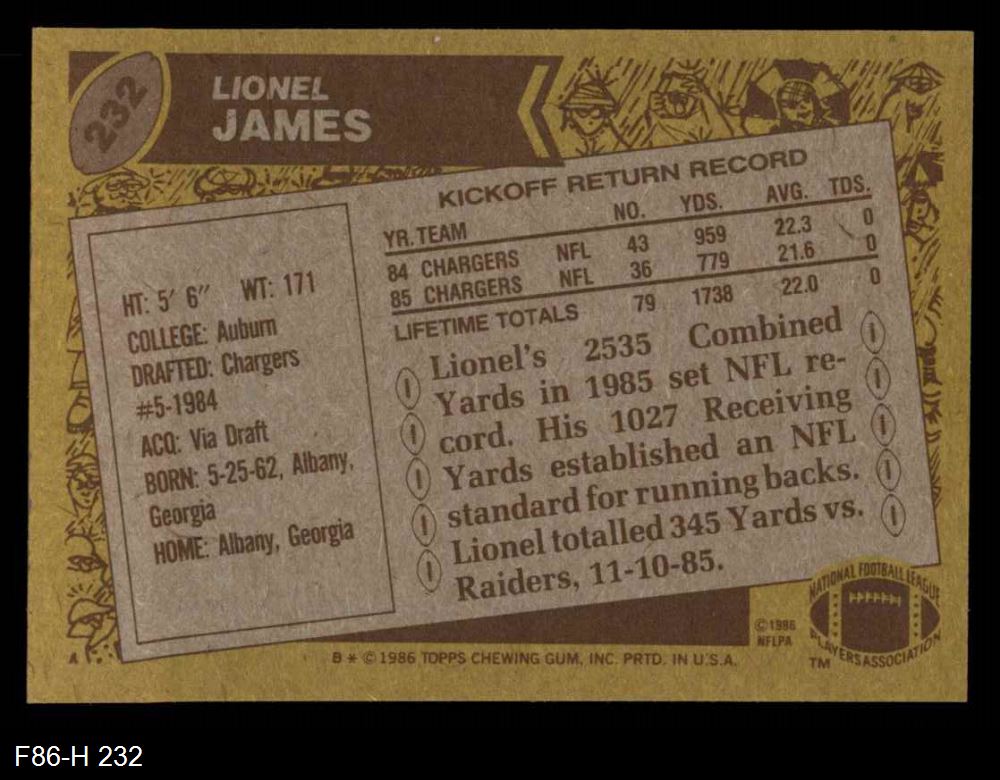 232
LIONEL
JAMES
KICKOFF RETURN RECORD
YR. TEAM NO. YDS. AVG. TDS.
84 CHARGERS NFL 43 959 22.3 0
85 CHARGERS NFL 36 779 21.6 0
LIFETIME TOTALS 79 1738 22.0 0
HT: 5' 6" WT: 171
COLLEGE: Auburn
DRAFTED: Chargers
#5-1984
ACQ: Via Draft
BORN: 5-25-62, Albany,
Georgia
HOME: Albany, Georgia
Lionel's 2535 Combined
Yards in 1985 set NFL re-
cord. His 1027 Receiving
Yards established an NFL
standard for running backs.
Lionel totalled 345 Yards vs.
Raiders, 11-10-85.
NATIONAL FOOTBALL LEAGUE
PLAYERS ASSOCIATION
TM
© 1986
NFLPA
A B * © 1986 TOPPS CHEWING GUM, INC. PRTD. IN U.S.A.
F86-H 232